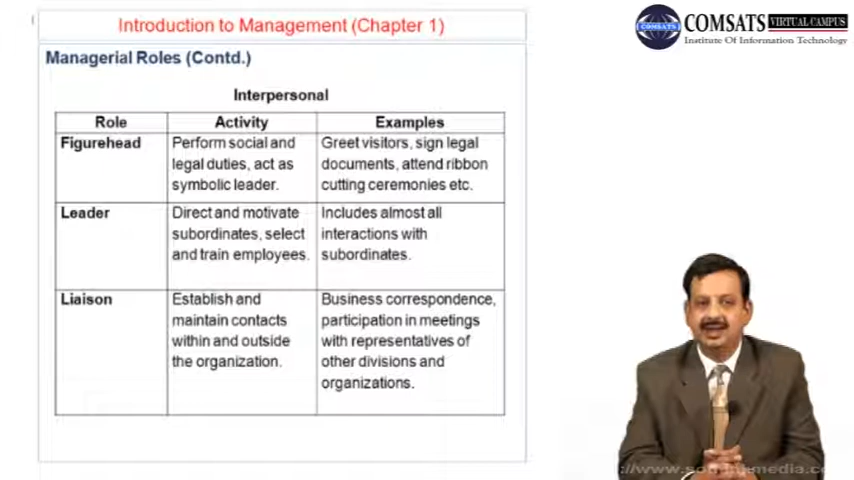 Introduction to Management (Chapter 1)
COMSATS VIRTUAL CAMPUS
COMSATS
Institute Of Information Technology
Managerial Roles (Contd.)
Interpersonal
Role Activity Examples
Figurehead Perform social and Greet visitors, sign legal
legal duties, act as documents, attend ribbon
symbolic leader. cutting ceremonies etc.
Leader Direct and motivate Includes almost all
subordinates, select interactions with
and train employees. subordinates.
Liaison Establish and Business correspondence,
maintain contacts participation in meetings
within and outside with representatives of
the organization. other divisions and
organizations.